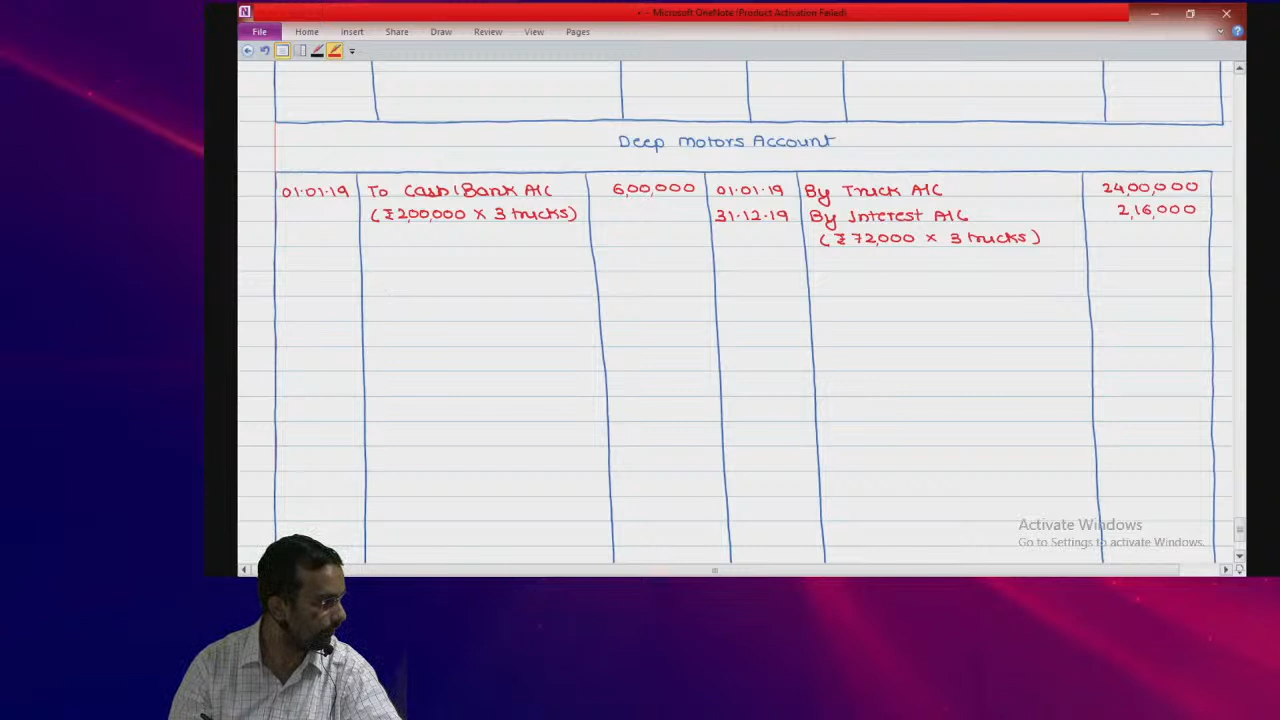 - - Microsoft OneNote (Product Activation Failed)
File Home Insert Share Draw Review View Pages
Deep Motors Account
01.01.19 To Cash/Bank A/C 6,00,000 01.01.19 By Truck A/C 24,00,000
(₹200,000 x 3 trucks) 31.12.19 By Interest A/C 2,16,000
(₹72,000 x 3 trucks)
Activate Windows
Go to Settings to activate Windows.